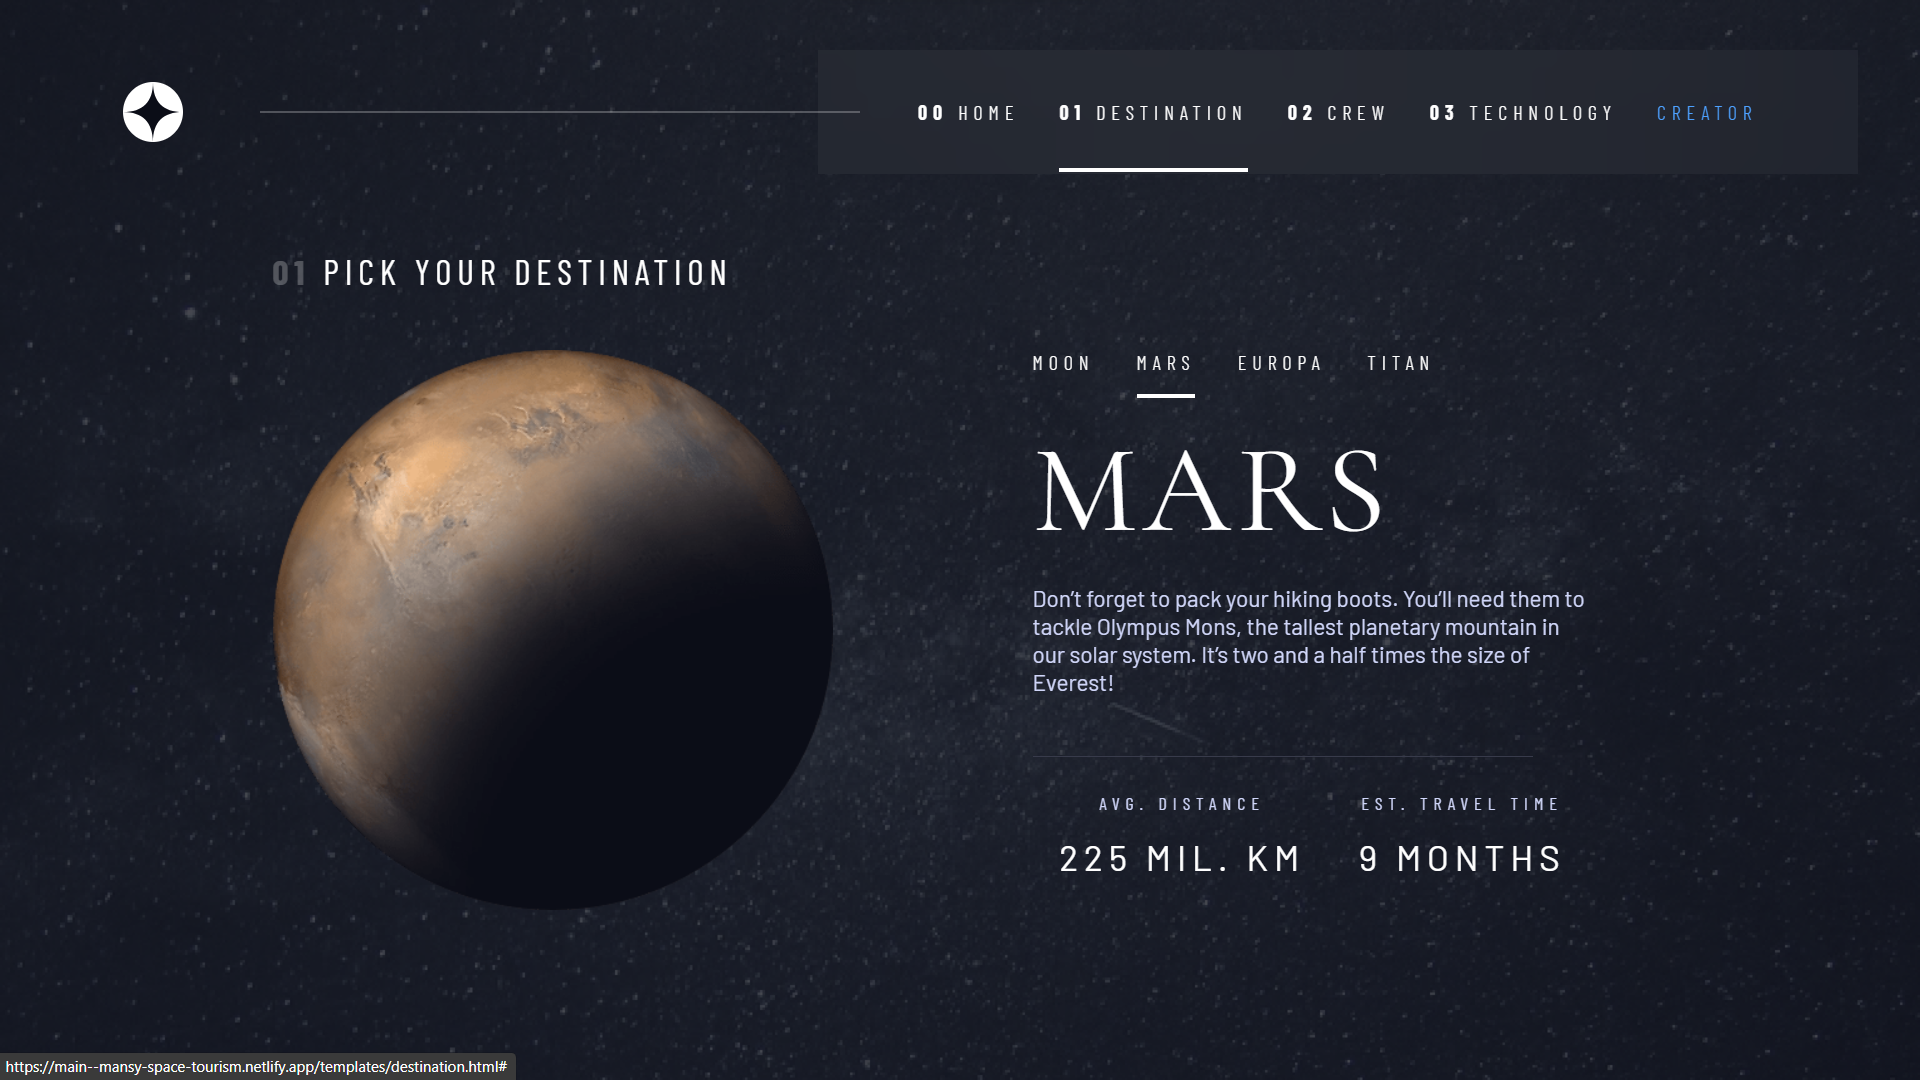 00 HOME 01 DESTINATION 02 CREW 03 TECHNOLOGY CREATOR
01 PICK YOUR DESTINATION
MOON MARS EUROPA TITAN
MARS
Don’t forget to pack your hiking boots. You’ll need them to
tackle Olympus Mons, the tallest planetary mountain in
our solar system. It’s two and a half times the size of
Everest!
AVG. DISTANCE
225 MIL. KM
EST. TRAVEL TIME
9 MONTHS
https://main--mansy-space-tourism.netlify.app/templates/destination.html#